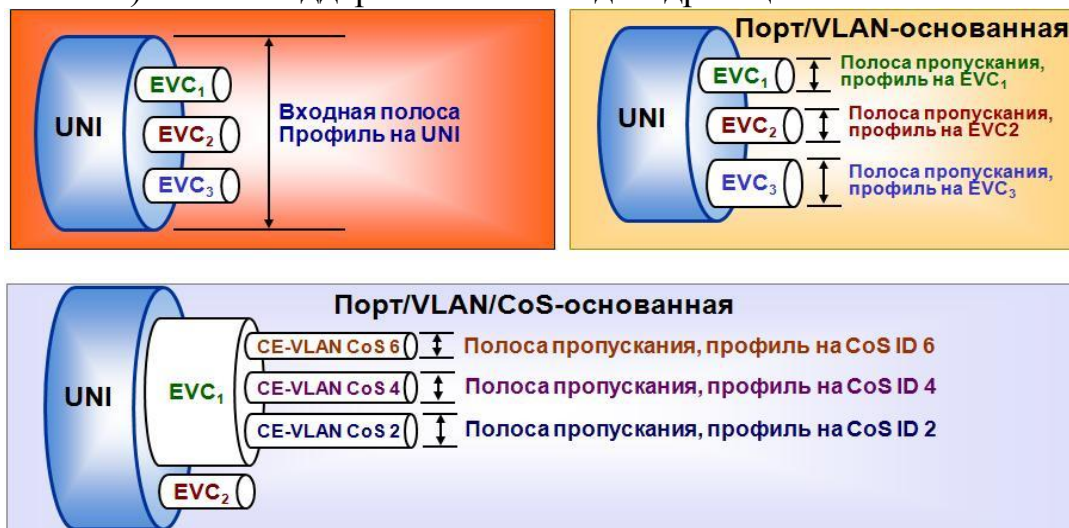 UNI
EVC1
EVC2
EVC3
Входная полоса
Профиль на UNI
Порт/VLAN-основанная
UNI
EVC1
EVC2
EVC3
Полоса пропускания,
профиль на EVC1
Полоса пропускания,
профиль на EVC2
Полоса пропускания,
профиль на EVC3
Порт/VLAN/CoS-основанная
UNI
EVC1
CE-VLAN CoS 6
CE-VLAN CoS 4
CE-VLAN CoS 2
Полоса пропускания, профиль на CoS ID 6
Полоса пропускания, профиль на CoS ID 4
Полоса пропускания, профиль на CoS ID 2
EVC2